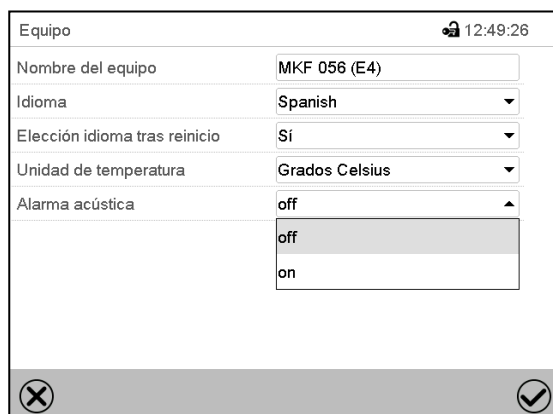 Equipo 12:49:26
Nombre del equipo MKF 056 (E4)
Idioma Spanish
Elección idioma tras reinicio Sí
Unidad de temperatura Grados Celsius
Alarma acústica off
off
on